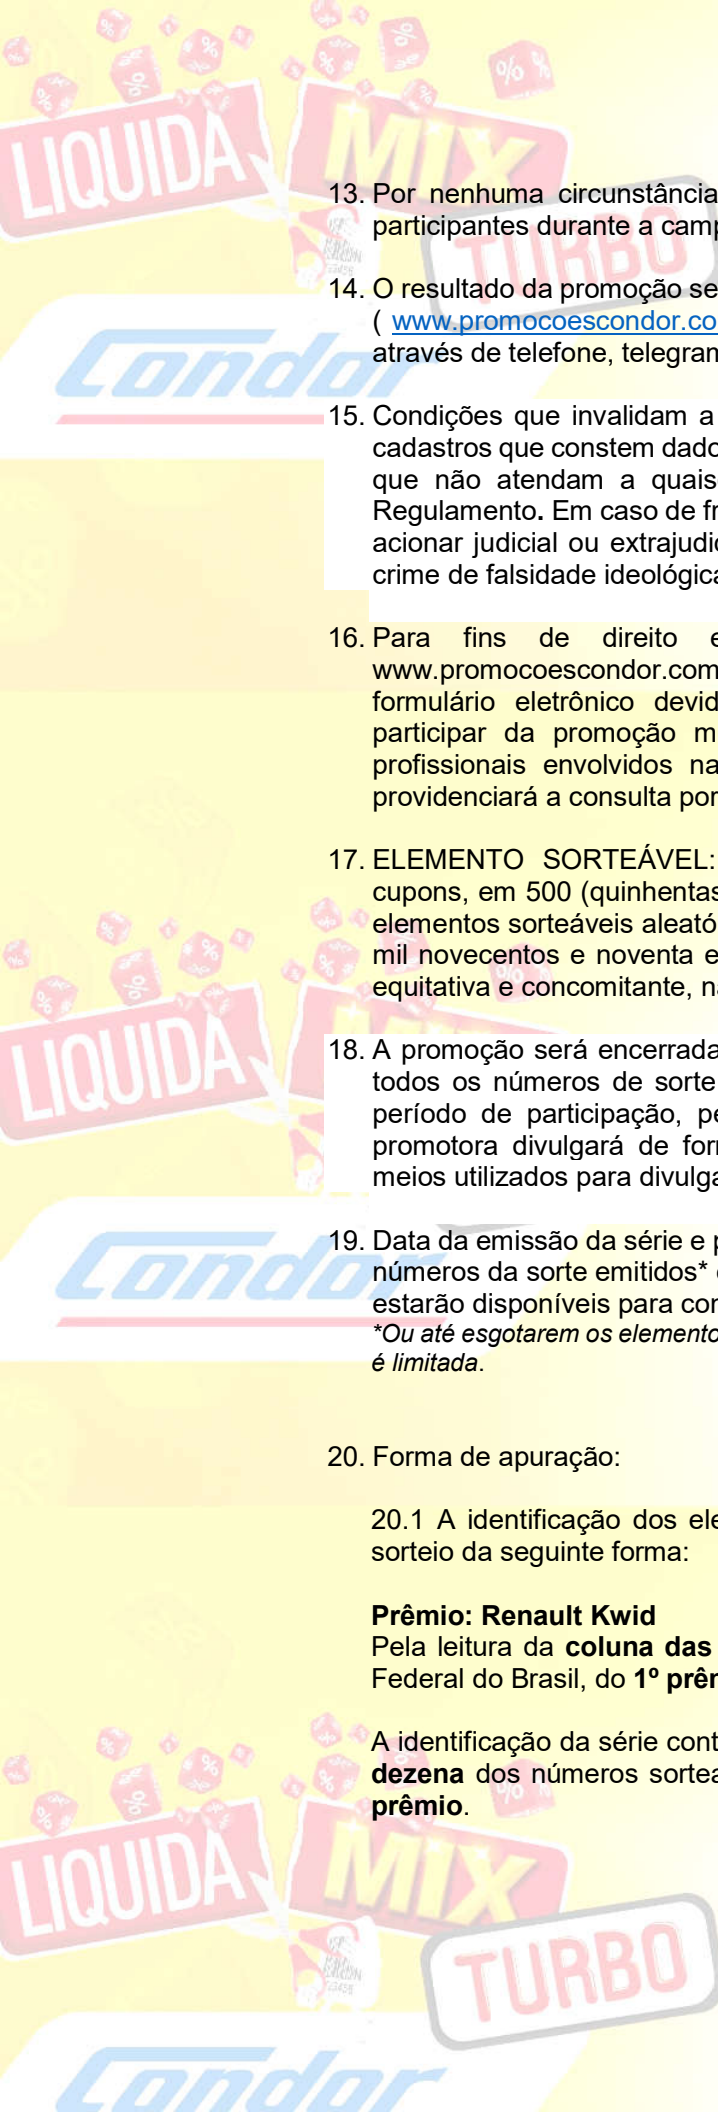 LIQUIDA MIX
TURBO
Condor
13. Por nenhuma circunstância
participantes durante a camp
14. O resultado da promoção se
( www.promocoescondor.co
através de telefone, telegran
15. Condições que invalidam a
cadastros que constem dado
que não atendam a quais
Regulamento. Em caso de fr
acionar judicial ou extrajudic
crime de falsidade ideológica
16. Para fins de direito e
www.promocoescondor.com
formulário eletrônico devid
participar da promoção m
profissionais envolvidos na
providenciará a consulta por
17. ELEMENTO SORTEÁVEL:
cupons, em 500 (quinhentas
elementos sorteáveis aleató
mil novecentos e noventa e
equitativa e concomitante, na
LIQUIDA
18. A promoção será encerrada
todos os números de sorte
período de participação, pe
promotora divulgará de forr
meios utilizados para divulga
Condor
19. Data da emissão da série e p
números da sorte emitidos*
estarão disponíveis para con
*Ou até esgotarem os elemento
é limitada.
20. Forma de apuração:
20.1 A identificação dos ele
sorteio da seguinte forma:
Prêmio: Renault Kwid
Pela leitura da coluna das
Federal do Brasil, do 1º prên
A identificação da série cont
dezena dos números sortea
prêmio.
LIQUIDA MIX
TURBO
Condor